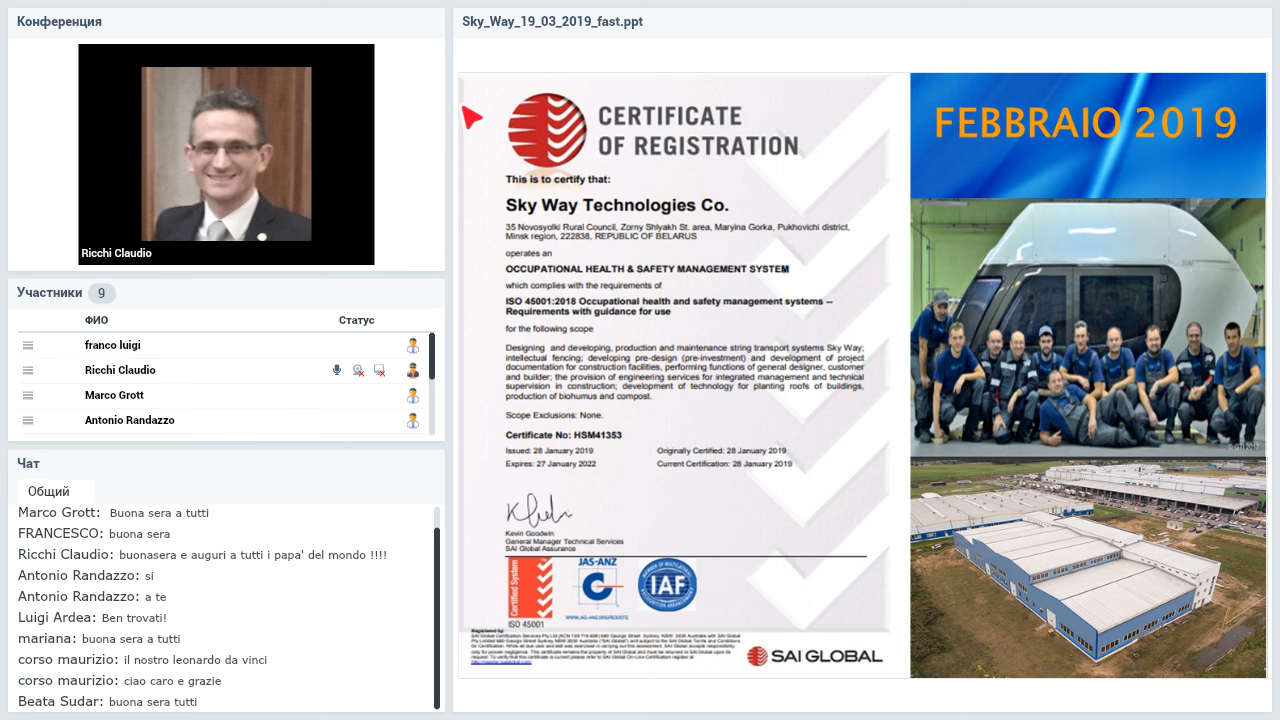 Конференция
Ricchi Claudio
Участники 9
ФИО Статус
franco luigi
Ricchi Claudio
Marco Grott
Antonio Randazzo
Чат
Общий
Marco Grott: Buona sera a tutti
FRANCESCO: buona sera
Ricchi Claudio: buonasera e auguri a tutti i papa' del mondo !!!!
Antonio Randazzo: si
Antonio Randazzo: a te
Luigi Ardea: Ben trovati!
mariana: buona sera a tutti
corso maurizio: il nostro leonardo da vinci
corso maurizio: ciao caro e grazie
Beata Sudar: buona sera tutti
Sky_Way_19_03_2019_fast.ppt
CERTIFICATE
OF REGISTRATION
This is to certify that:
Sky Way Technologies Co.
35 Novosyolki Rural Council, Zorny Shlyakh St. area, Maryina Gorka, Pukhovichi district,
Minsk region, 222838, REPUBLIC OF BELARUS
operates an
OCCUPATIONAL HEALTH & SAFETY MANAGEMENT SYSTEM
which complies with the requirements of
ISO 45001:2018 Occupational health and safety management systems --
Requirements with guidance for use
for the following scope
Designing and developing, production and maintenance string transport systems Sky Way;
intellectual fencing; developing pre-design (pre-investment) and development of project
documentation for construction facilities, performing functions of general designer, customer
and builder; the provision of engineering services for integrated management and technical
supervision in construction; development of technology for planting roofs of buildings,
production of biohumus and compost.
Scope Exclusions: None.
Certificate No: HSM41353
Issued: 28 January 2019 Originally Certified: 28 January 2019
Expires: 27 January 2022 Current Certification: 28 January 2019
Kevin Goodwin
General Manager Technical Services
SAI Global Assurance
Certified System
ISO 45001
JAS-ANZ
WWW.JAS-ANZ.ORG/REGISTER
IAF
Registered by:
SAI GLOBAL
FEBBRAIO 2019
SW